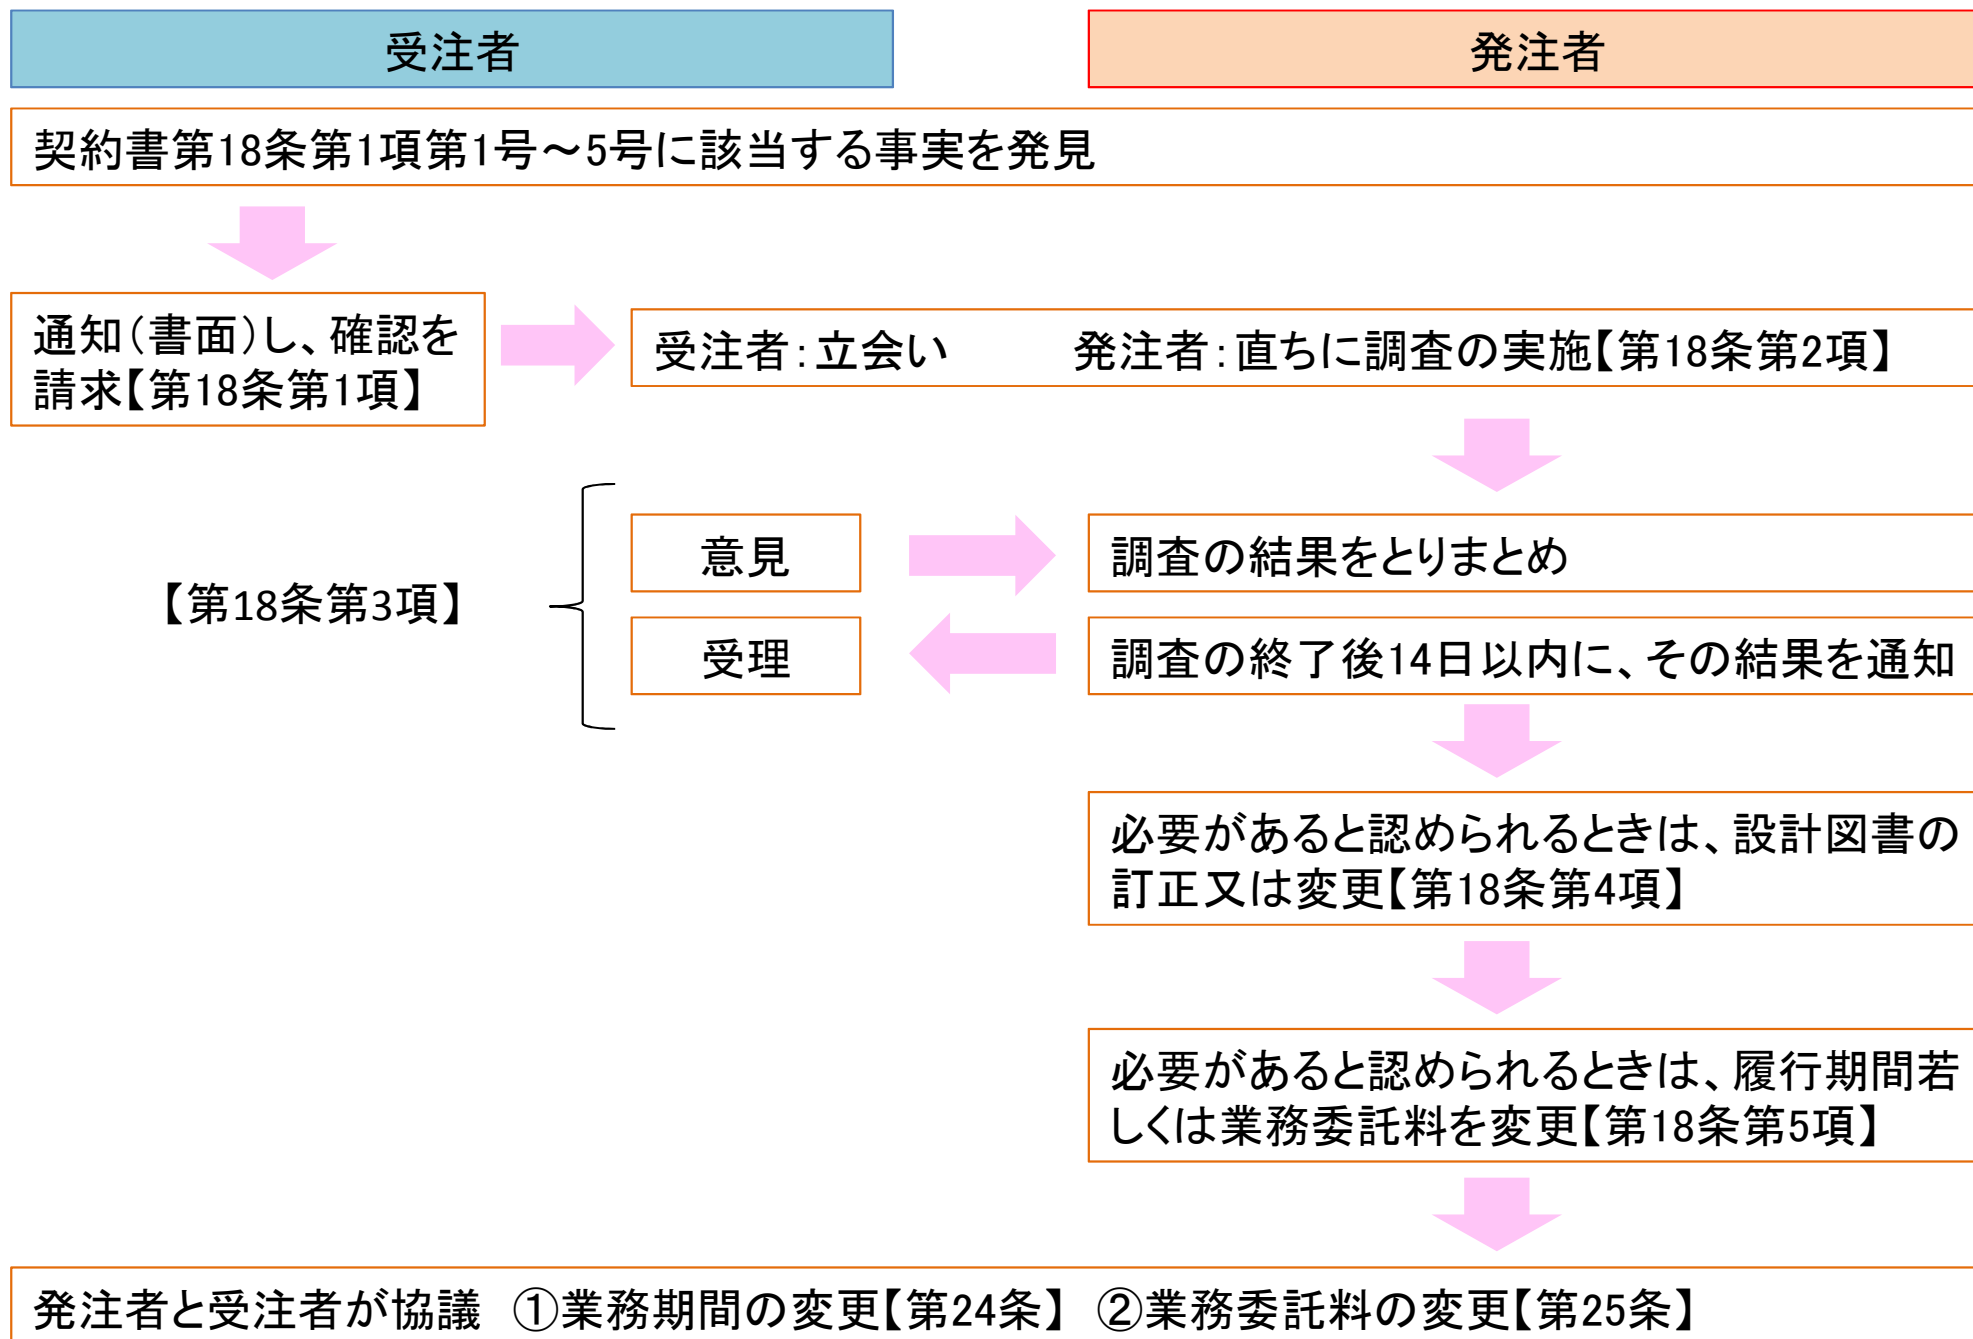 受注者
発注者
契約書第18条第1項第1号～5号に該当する事実を発見
通知(書面)し、確認を
請求【第18条第1項】
受注者:立会い 発注者:直ちに調査の実施【第18条第2項】
【第18条第3項】
意見
調査の結果をとりまとめ
受理
調査の終了後14日以内に、その結果を通知
必要があると認められるときは、設計図書の
訂正又は変更【第18条第4項】
必要があると認められるときは、履行期間若
しくは業務委託料を変更【第18条第5項】
発注者と受注者が協議 ①業務期間の変更【第24条】 ②業務委託料の変更【第25条】